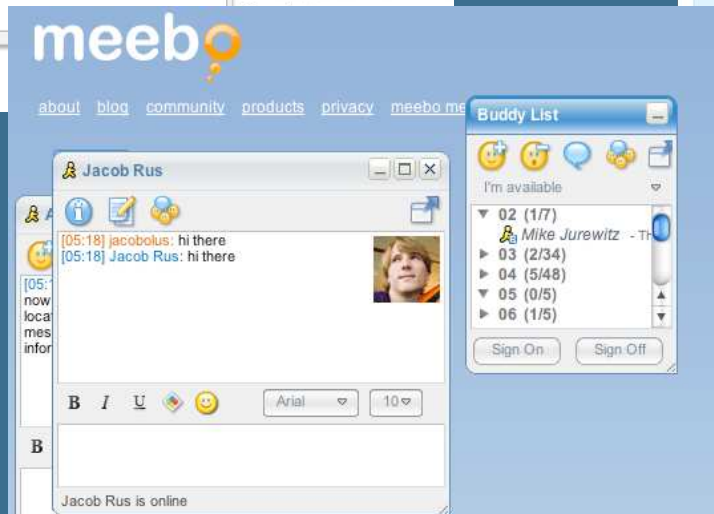 meebo
about blog community products privacy meebo me
Buddy List
I'm available
02 (1/7)
Mike Jurewitz - TH
03 (2/34)
04 (5/48)
05 (0/5)
06 (1/5)
Sign On Sign Off
Jacob Rus
[05:18] jacobolus: hi there
[05:18] Jacob Rus: hi there
B I U Arial 10
Jacob Rus is online
A
[05:1
now
loca
mes
infor
B